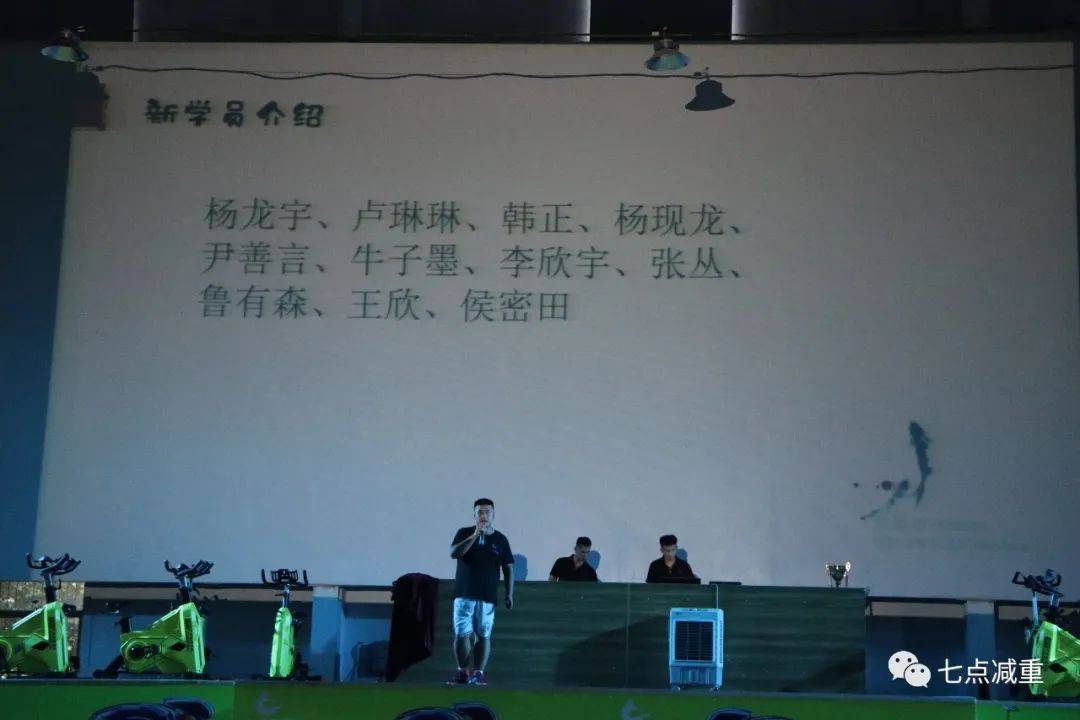 新学员介绍
杨龙宇、卢琳琳、韩正、杨现龙、
尹善言、牛子墨、李欣宇、张丛、
鲁有森、王欣、侯密田
七点减重